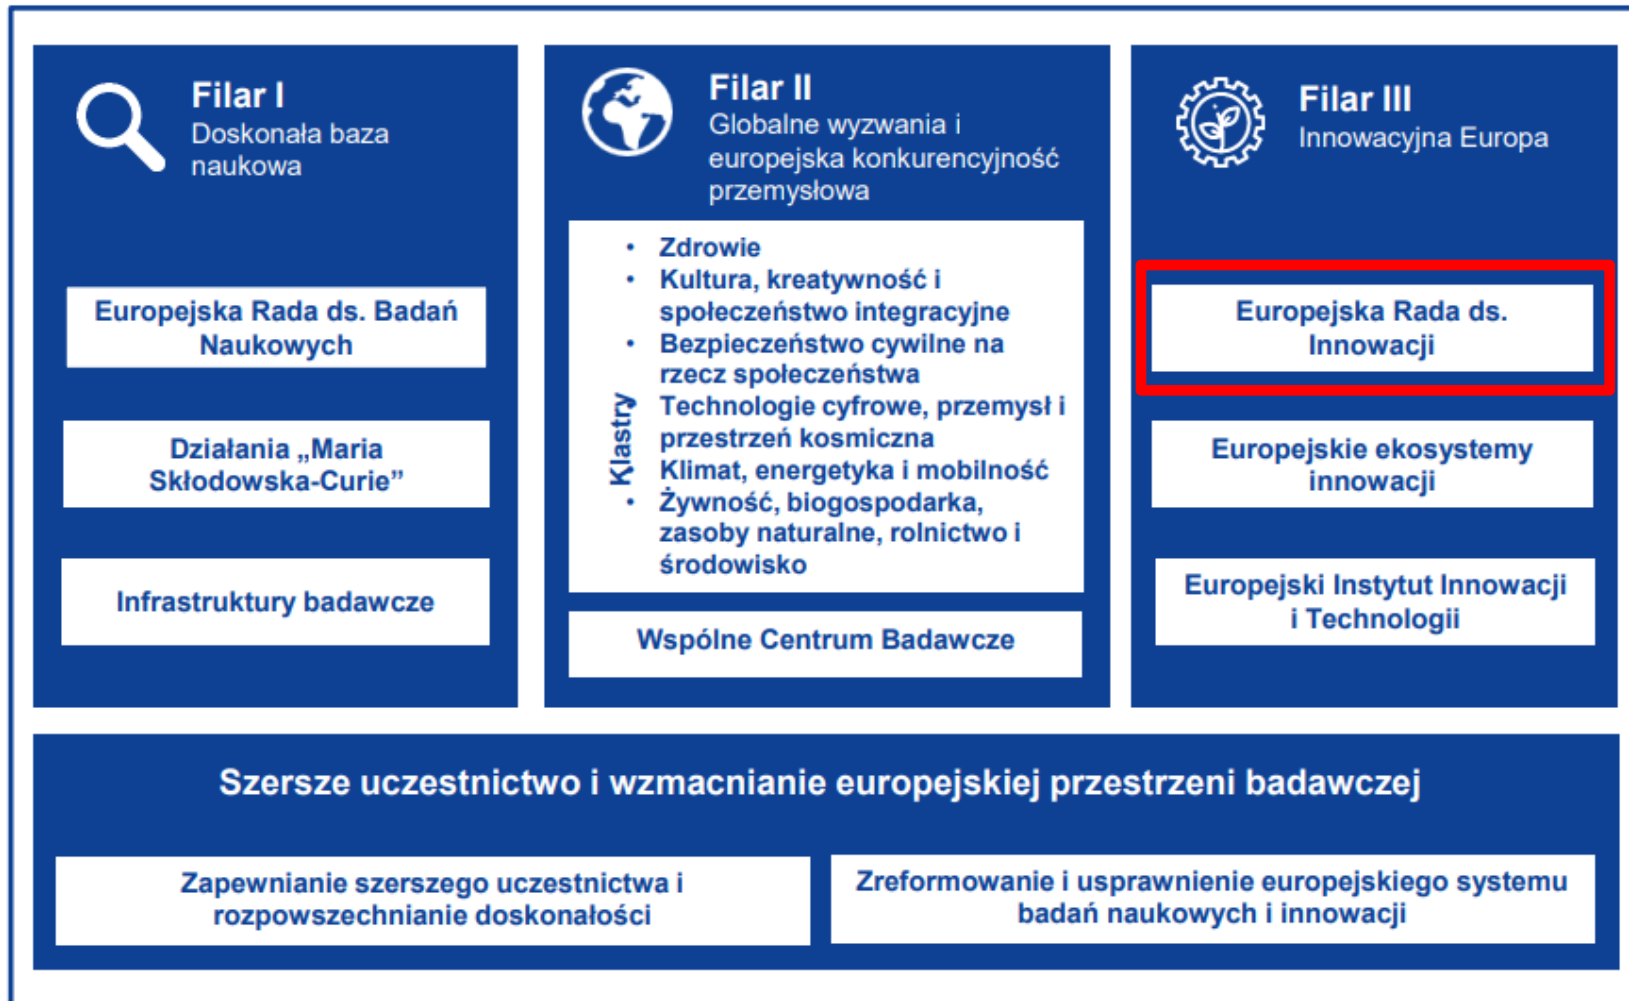 Filar I
Doskonała baza
naukowa
Europejska Rada ds. Badań
Naukowych
Działania „Maria
Skłodowska-Curie”
Infrastruktury badawcze
Filar II
Globalne wyzwania i
europejska konkurencyjność
przemysłowa
Klastry
• Zdrowie
• Kultura, kreatywność i
społeczeństwo integracyjne
• Bezpieczeństwo cywilne na
rzecz społeczeństwa
• Technologie cyfrowe, przemysł i
przestrzeń kosmiczna
• Klimat, energetyka i mobilność
• Żywność, biogospodarka,
zasoby naturalne, rolnictwo i
środowisko
Wspólne Centrum Badawcze
Filar III
Innowacyjna Europa
Europejska Rada ds.
Innowacji
Europejskie ekosystemy
innowacji
Europejski Instytut Innowacji
i Technologii
Szersze uczestnictwo i wzmacnianie europejskiej przestrzeni badawczej
Zapewnianie szerszego uczestnictwa i
rozpowszechnianie doskonałości
Zreformowanie i usprawnienie europejskiego systemu
badań naukowych i innowacji